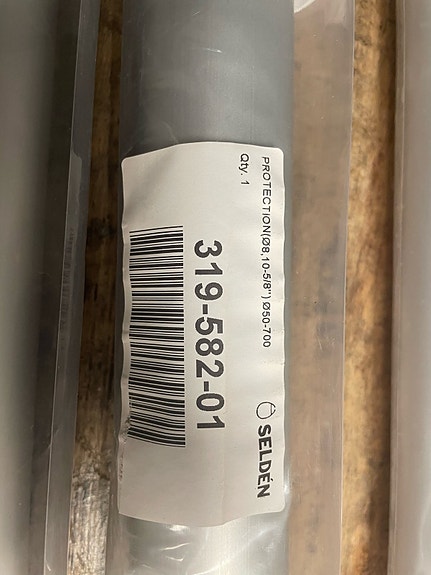 PROTECTION(Ø8,10-5/8") Ø50-700
Qty. 1
SELDÉN
319-582-01